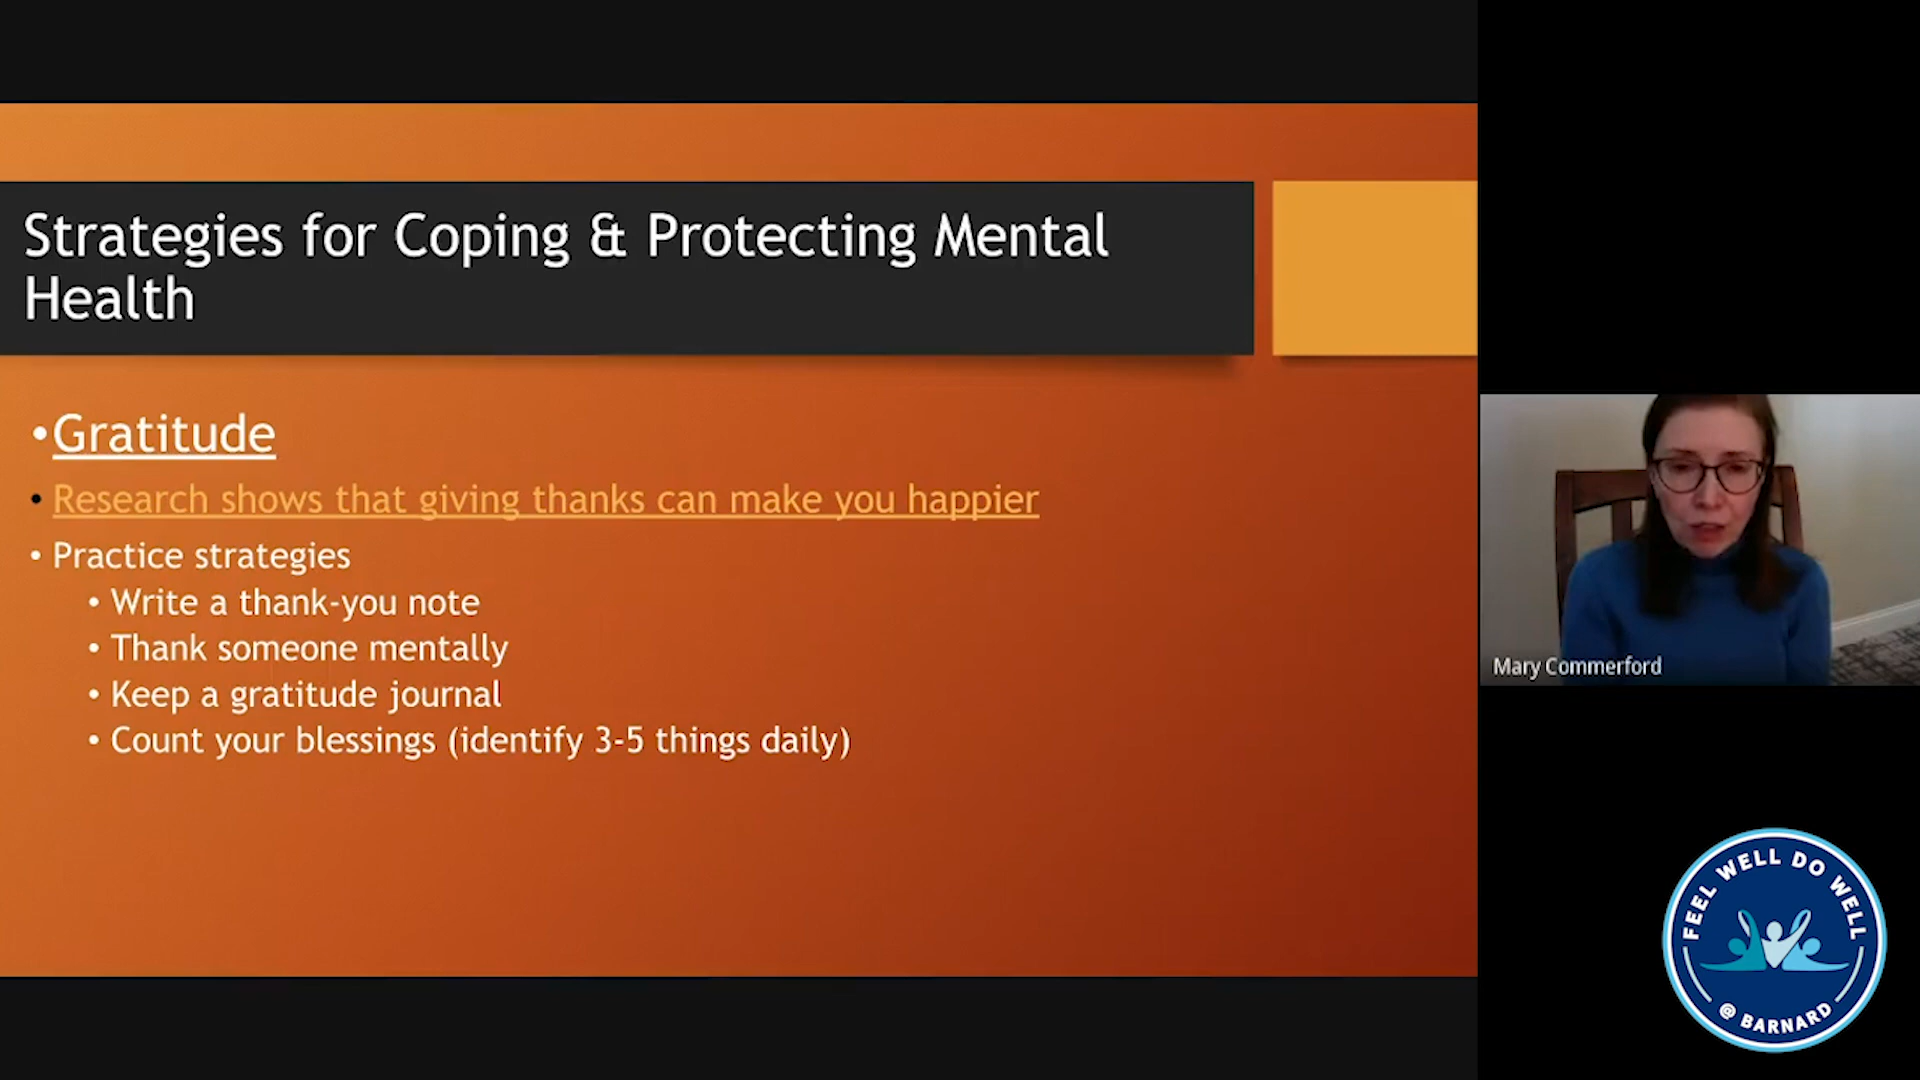 Strategies for Coping & Protecting Mental
Health
•Gratitude
• Research shows that giving thanks can make you happier
• Practice strategies
• Write a thank-you note
• Thank someone mentally
• Keep a gratitude journal
• Count your blessings (identify 3-5 things daily)
Mary Commerford
FEEL WELL DO WELL
@ BARNARD